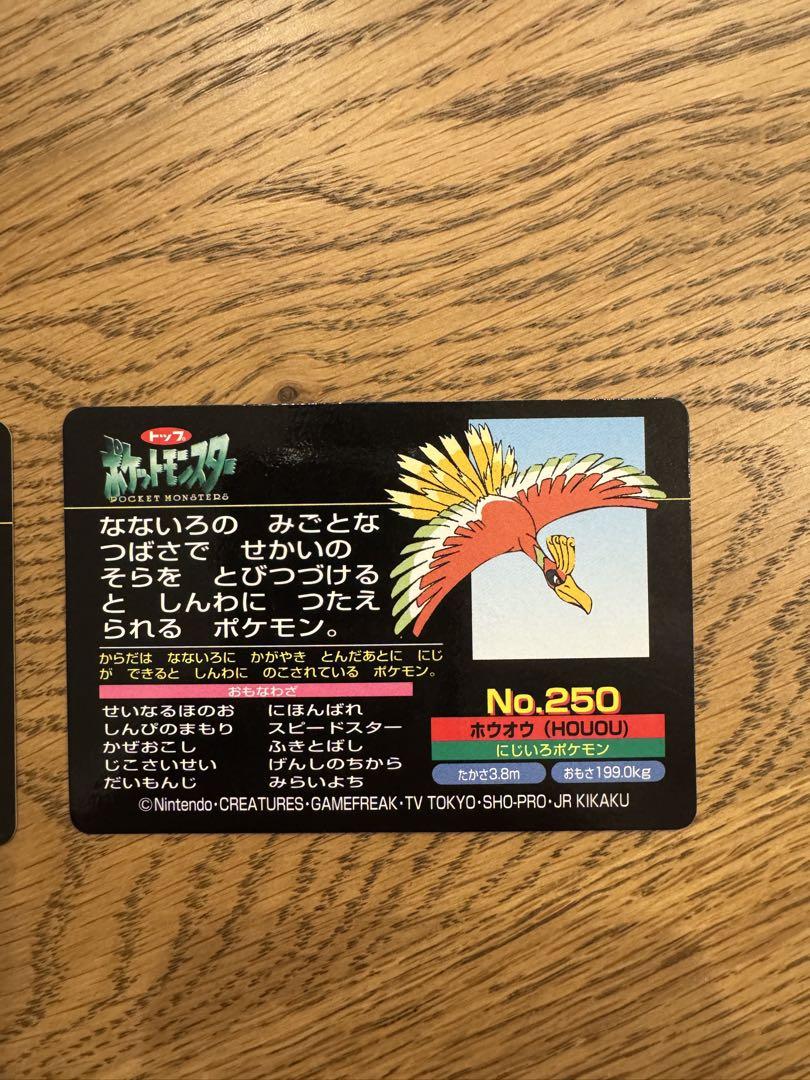 トップ
ポケットモンスター
POCKET MONSTERS
なないろの　みごとな
つばさで　せかいの
そらを　とびつづける
と　しんわに　つたえ
られる　ポケモン。
からだは　なないろに　かがやき　とんだあとに　にじ
が　できると　しんわに　のこされている　ポケモン。
おもなわざ
せいなるほのお　にほんばれ
しんぴのまもり　スピードスター
かぜおこし　ふきとばし
じこさいせい　げんしのちから
だいもんじ　みらいよち
No.250
ホウオウ (HOUOU)
にじいろポケモン
たかさ3.8m　おもさ199.0kg
©Nintendo・CREATURES・GAMEFREAK・TV TOKYO・SHO-PRO・JR KIKAKU